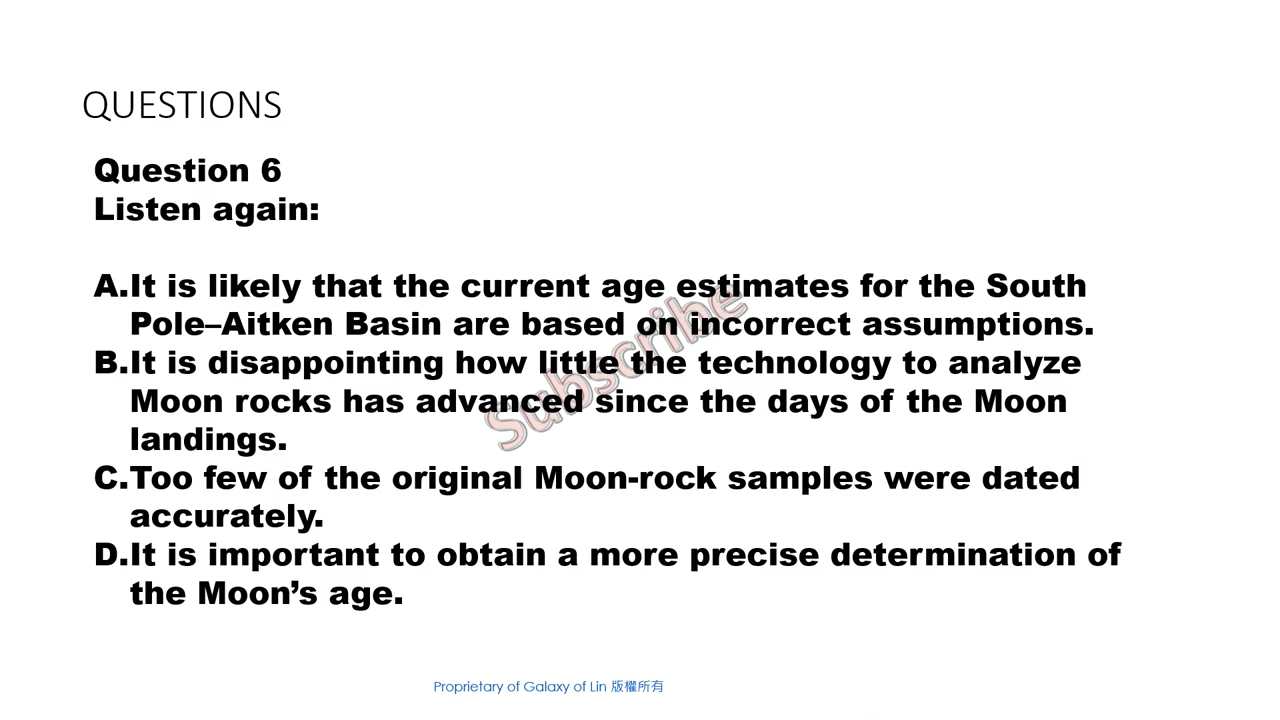 QUESTIONS
Question 6
Listen again:
A.It is likely that the current age estimates for the South
Pole–Aitken Basin are based on incorrect assumptions.
B.It is disappointing how little the technology to analyze
Moon rocks has advanced since the days of the Moon
landings.
C.Too few of the original Moon-rock samples were dated
accurately.
D.It is important to obtain a more precise determination of
the Moon’s age.
Subscribe
Proprietary of Galaxy of Lin 版權所有